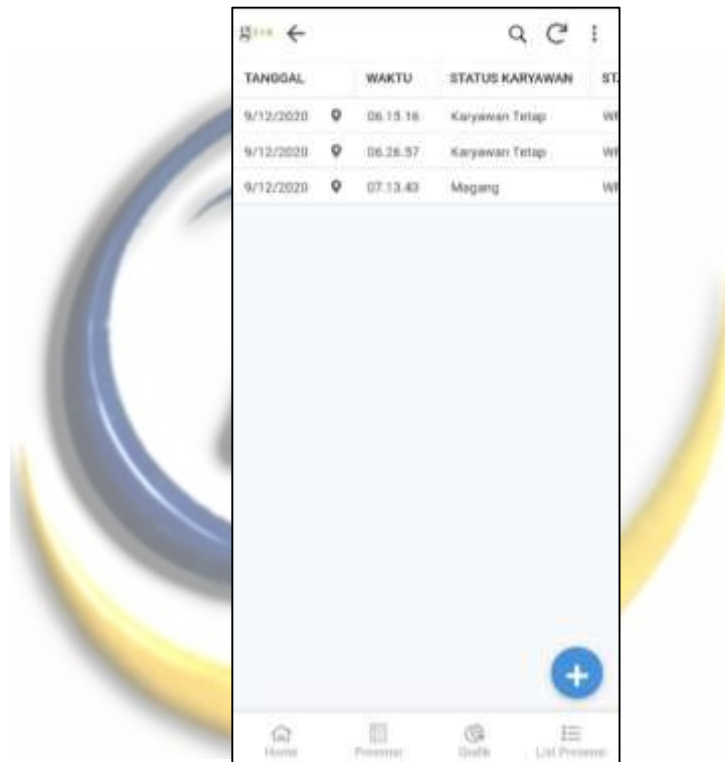 TANGGAL WAKTU STATUS KARYAWAN ST
9/12/2020 06.15.16 Karyawan Tetap
9/12/2020 06.26.57 Karyawan Tetap
9/12/2020 07.13.43 Magang
+
Home Presensi Grafik List Presensi